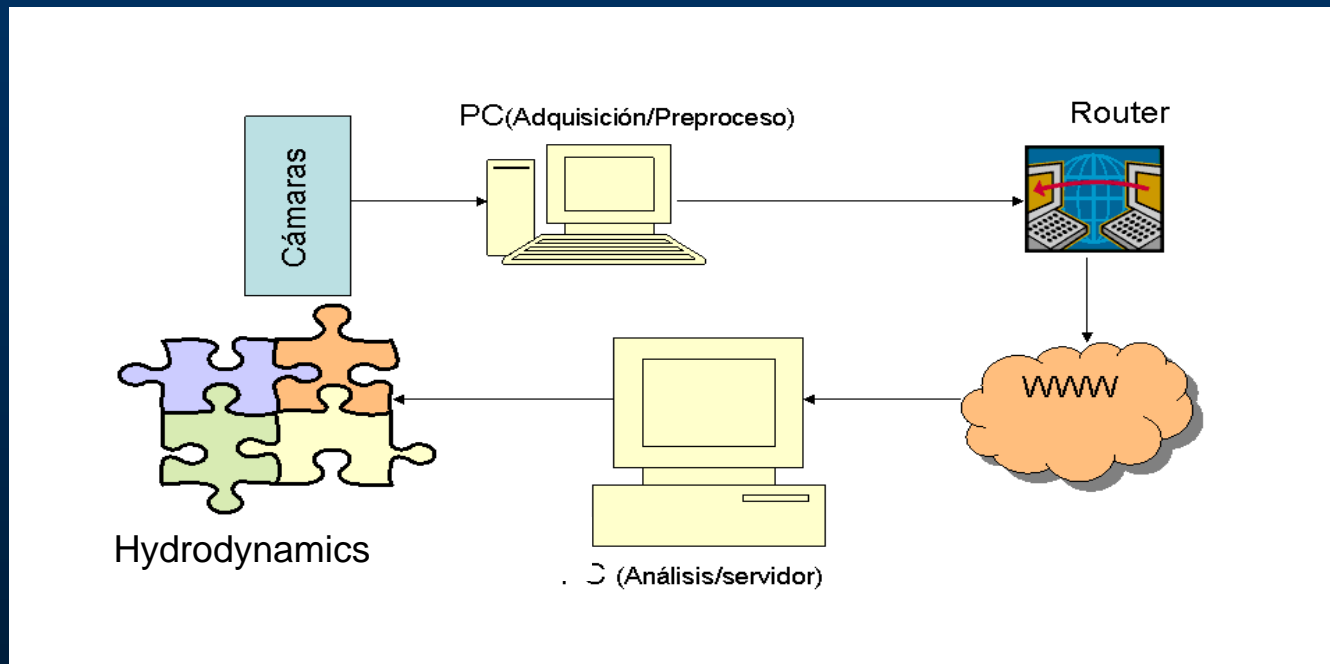 Cámaras
PC(Adquisición/Preproceso)
Router
WWW
Hydrodynamics
(Análisis/servidor)